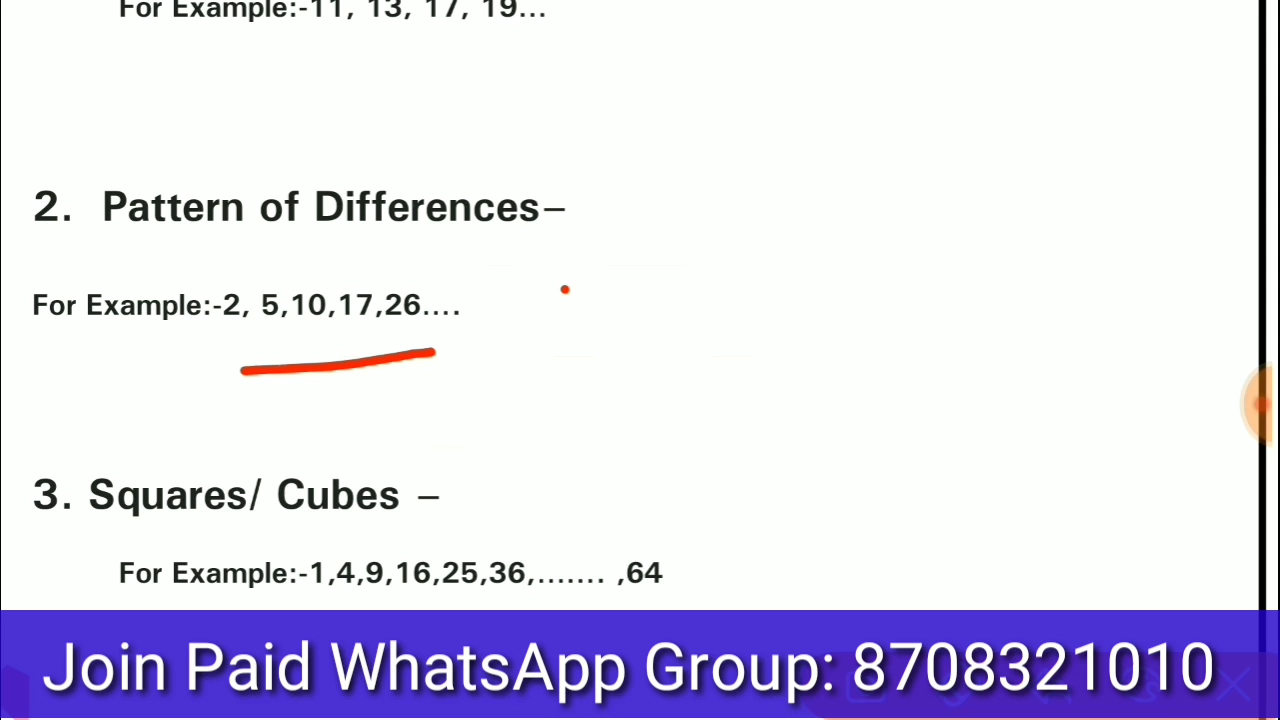 For Example:-11, 13, 17, 19...
2. Pattern of Differences–
For Example:-2, 5,10,17,26....
3. Squares/ Cubes –
For Example:-1,4,9,16,25,36,....... ,64
Join Paid WhatsApp Group: 8708321010